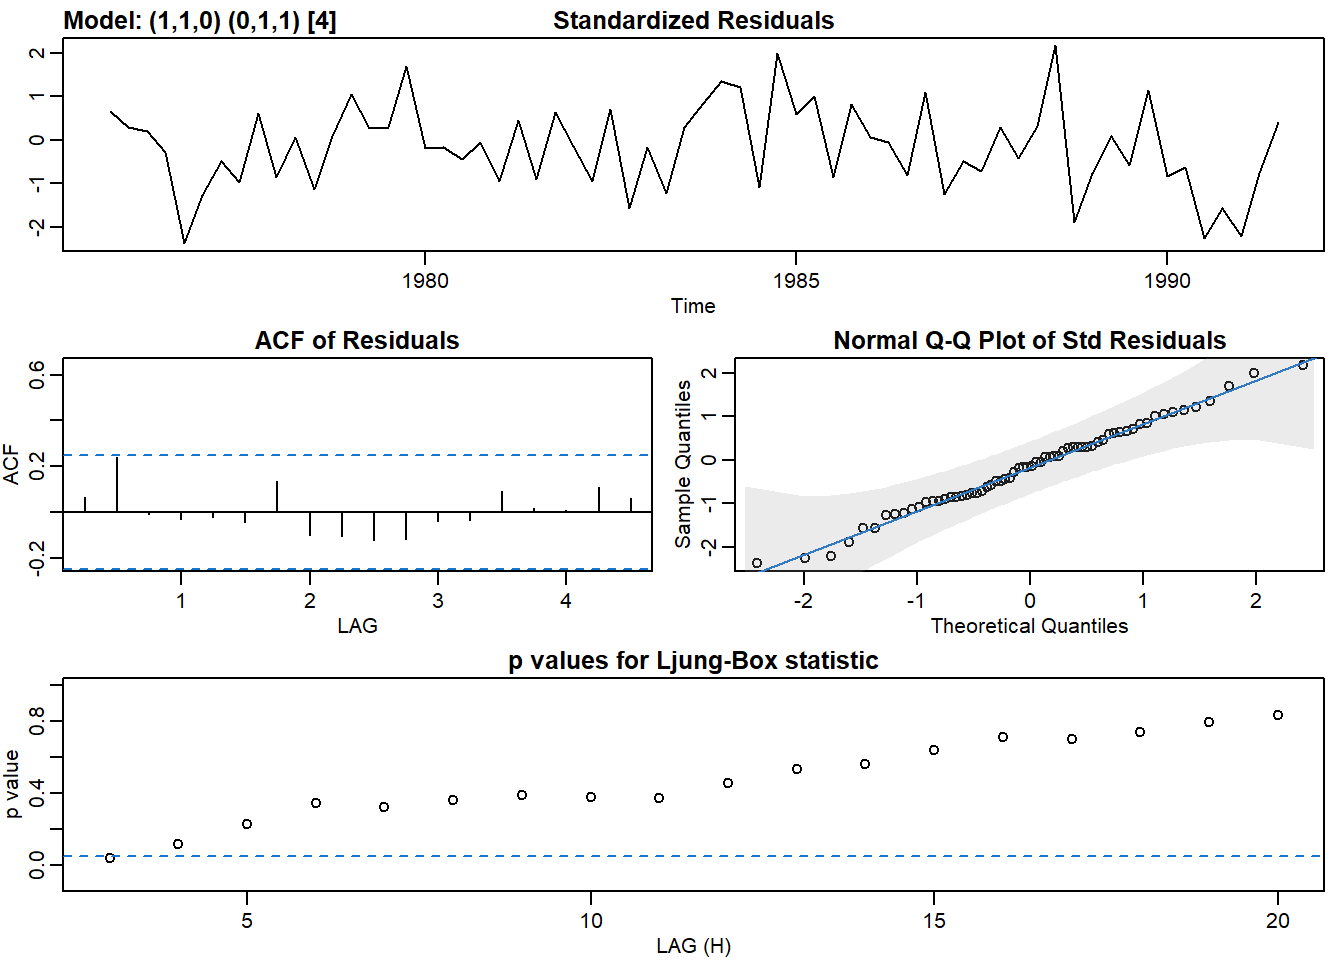 Model: (1,1,0) (0,1,1) [4]
Standardized Residuals
2
1
0
-1
-2
1980
1985
1990
Time
ACF of Residuals
0.6
0.2
-0.2
ACF
1
2
3
4
LAG
Normal Q-Q Plot of Std Residuals
2
1
0
-1
-2
Sample Quantiles
-2
-1
0
1
2
Theoretical Quantiles
p values for Ljung-Box statistic
0.8
0.4
0.0
p value
5
10
15
20
LAG (H)